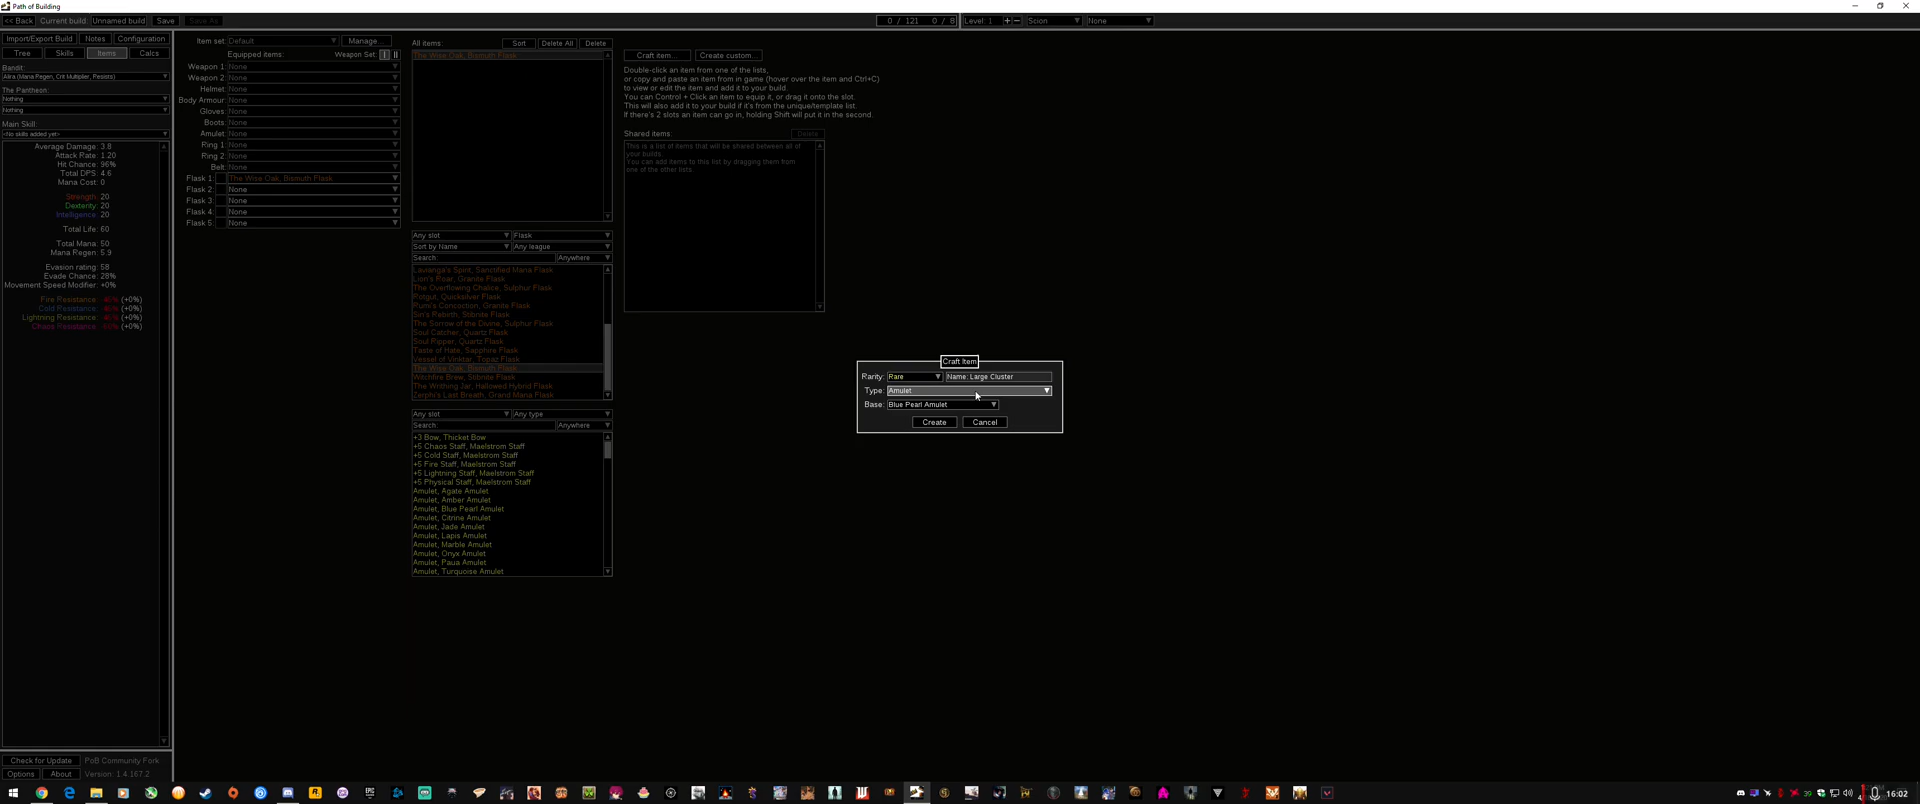 Path of Building
<< Back Current build: Unnamed build Save Save As 0 / 121 0 / 8 Level: 1 + − Scion None
Import/Export Build Notes Configuration
Tree Skills Items Calcs
Bandit:
Alira (Mana Regen, Crit Multiplier, Resists)
The Pantheon:
Nothing
Nothing
Main Skill:
<No skills added yet>
Average Damage: 3.8
Attack Rate: 1.20
Hit Chance: 96%
Total DPS: 4.6
Mana Cost: 0
Strength: 20
Dexterity: 20
Intelligence: 20
Total Life: 60
Total Mana: 50
Mana Regen: 5.9
Evasion rating: 58
Evade Chance: 28%
Movement Speed Modifier: +0%
Fire Resistance: -45% (+0%)
Cold Resistance: -45% (+0%)
Lightning Resistance: -45% (+0%)
Chaos Resistance: -60% (+0%)
Check for Update PoB Community Fork
Options About Version: 1.4.167.2
Item set: Default Manage...
Equipped items: Weapon Set: I II
Weapon 1: None
Weapon 2: None
Helmet: None
Body Armour: None
Gloves: None
Boots: None
Amulet: None
Ring 1: None
Ring 2: None
Belt: None
Flask 1: The Wise Oak, Bismuth Flask
Flask 2: None
Flask 3: None
Flask 4: None
Flask 5: None
All items: Sort Delete All Delete
The Wise Oak, Bismuth Flask
Any slot Flask
Sort by Name Any league
Search: Anywhere
Lavianga's Spirit, Sanctified Mana Flask
Lion's Roar, Granite Flask
The Overflowing Chalice, Sulphur Flask
Rotgut, Quicksilver Flask
Rumi's Concoction, Granite Flask
Sin's Rebirth, Stibnite Flask
The Sorrow of the Divine, Sulphur Flask
Soul Catcher, Quartz Flask
Soul Ripper, Quartz Flask
Taste of Hate, Sapphire Flask
Vessel of Vinktar, Topaz Flask
The Wise Oak, Bismuth Flask
Witchfire Brew, Stibnite Flask
The Writhing Jar, Hallowed Hybrid Flask
Zerphi's Last Breath, Grand Mana Flask
Any slot Any type
Search: Anywhere
+3 Bow, Thicket Bow
+5 Chaos Staff, Maelstrom Staff
+5 Cold Staff, Maelstrom Staff
+5 Fire Staff, Maelstrom Staff
+5 Lightning Staff, Maelstrom Staff
+5 Physical Staff, Maelstrom Staff
Amulet, Agate Amulet
Amulet, Amber Amulet
Amulet, Blue Pearl Amulet
Amulet, Citrine Amulet
Amulet, Jade Amulet
Amulet, Lapis Amulet
Amulet, Marble Amulet
Amulet, Onyx Amulet
Amulet, Paua Amulet
Amulet, Turquoise Amulet
Craft item... Create custom...
Double-click an item from one of the lists,
or copy and paste an item from in game (hover over the item and Ctrl+C)
to view or edit the item and add it to your build.
You can Control + Click an item to equip it, or drag it onto the slot.
This will also add it to your build if it's from the unique/template list.
If there's 2 slots an item can go in, holding Shift will put it in the second.
Shared items: Delete
This is a list of items that will be shared between all of
your builds.
You can add items to this list by dragging them from
one of the other lists.
Craft Item
Rarity: Rare Name: Large Cluster
Type: Amulet
Base: Blue Pearl Amulet
Create Cancel
16:02